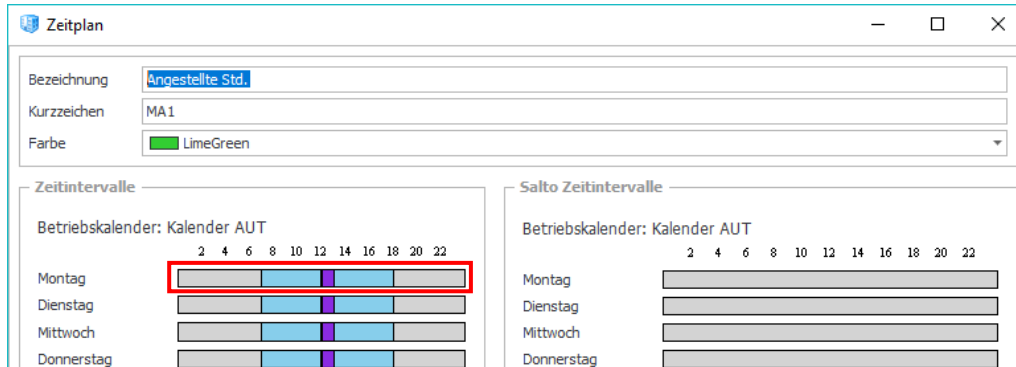 Zeitplan
Bezeichnung Angestellte Std.
Kurzzeichen MA1
Farbe LimeGreen
Zeitintervalle
Betriebskalender: Kalender AUT
2 4 6 8 10 12 14 16 18 20 22
Montag
Dienstag
Mittwoch
Donnerstag
Salto Zeitintervalle
Betriebskalender: Kalender AUT
2 4 6 8 10 12 14 16 18 20 22
Montag
Dienstag
Mittwoch
Donnerstag